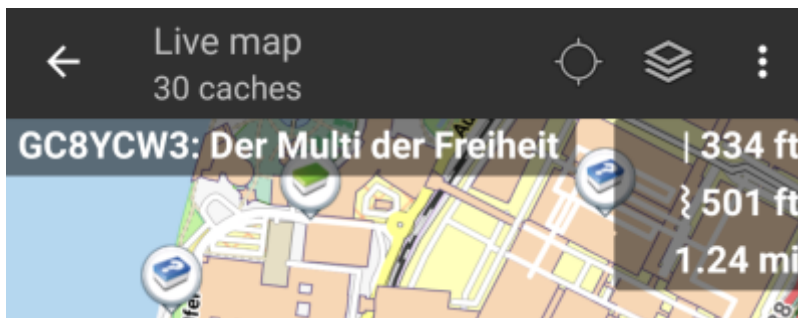 Live map
30 caches
GC8YCW3: Der Multi der Freiheit
334 ft
501 ft
1.24 mi